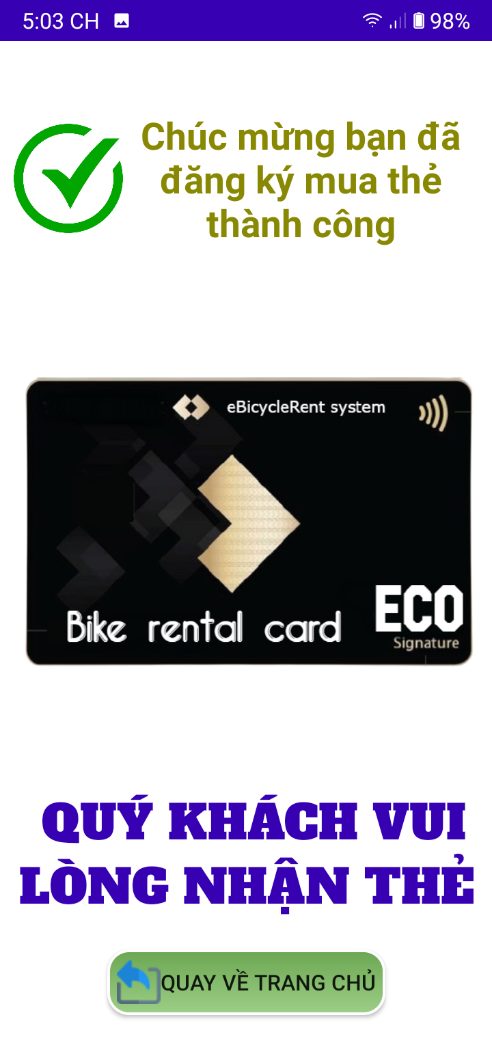 5:03 CH
98%
Chúc mừng bạn đã
đăng ký mua thẻ
thành công
eBicycleRent system
Bike rental card
ECO
Signature
QUÝ KHÁCH VUI
LÒNG NHẬN THẺ
QUAY VỀ TRANG CHỦ